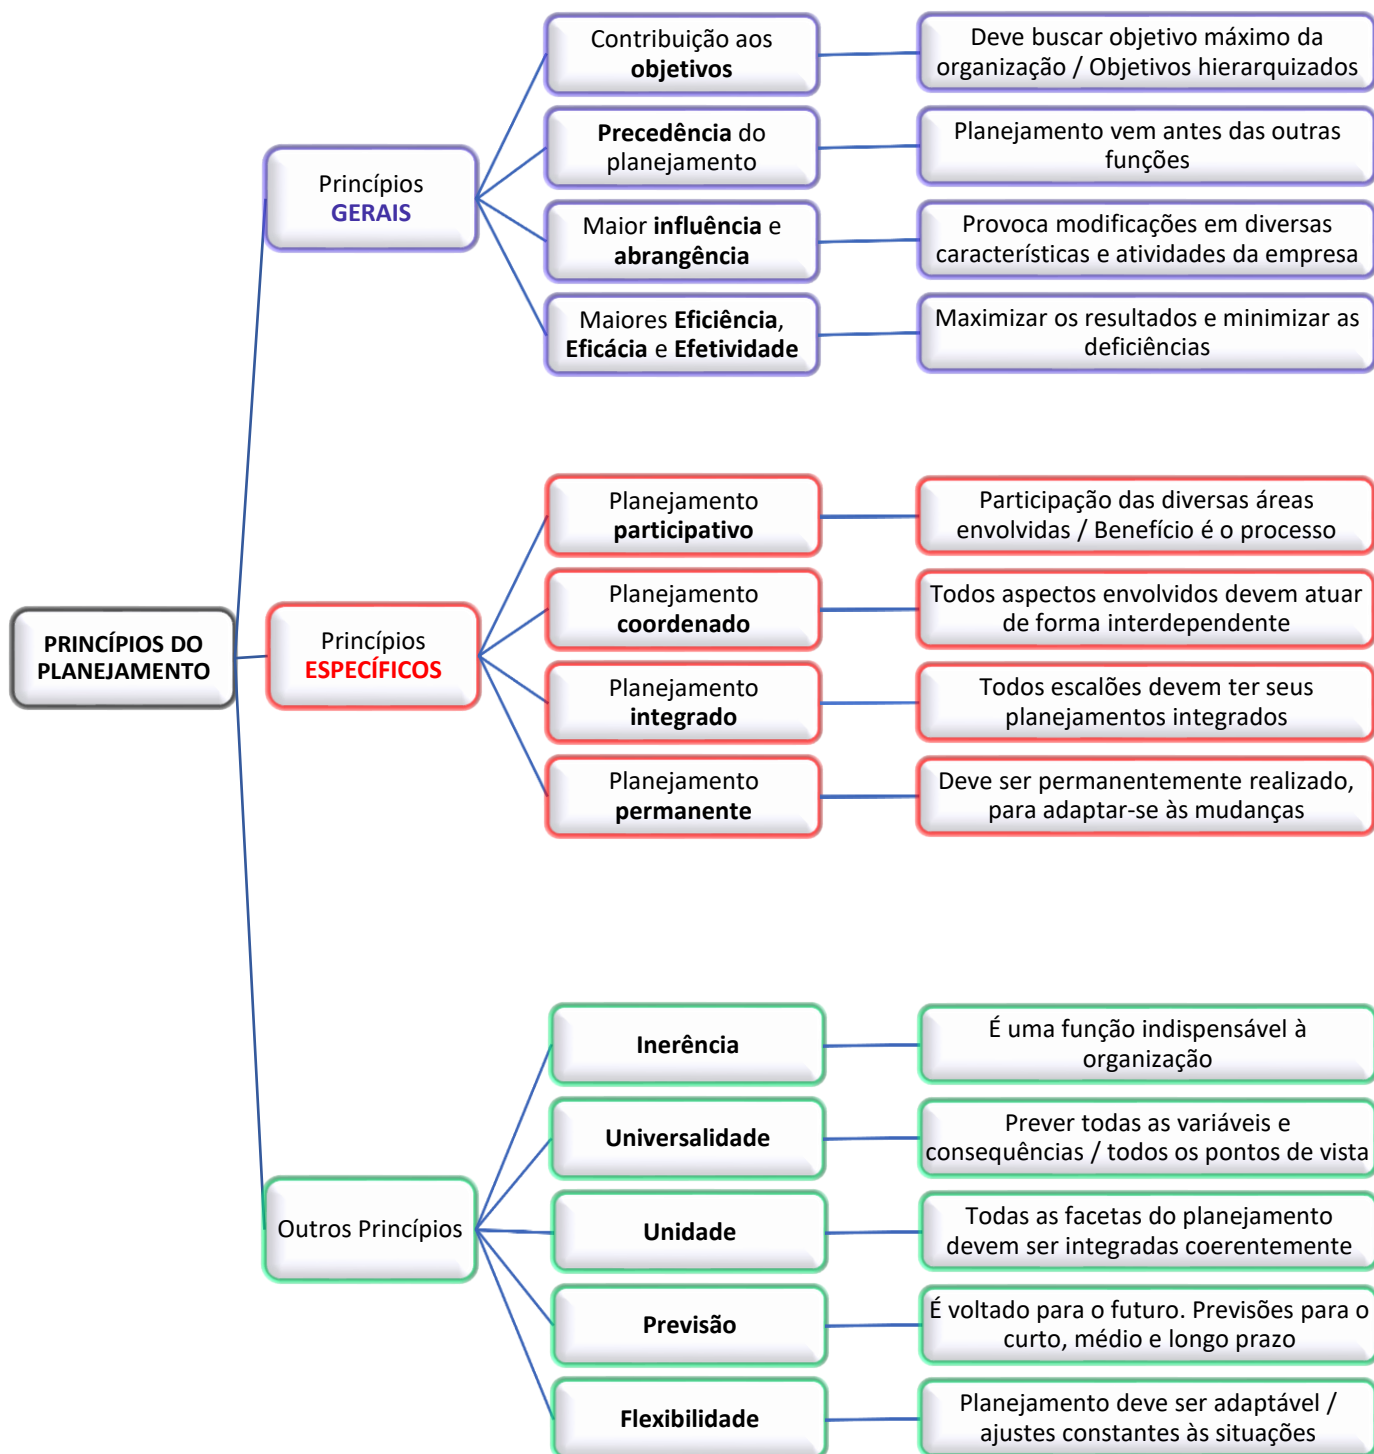 Contribuição aos
objetivos
Deve buscar objetivo máximo da
organização / Objetivos hierarquizados
Precedência do
planejamento
Planejamento vem antes das outras
funções
Princípios
GERAIS
Maior influência e
abrangência
Provoca modificações em diversas
características e atividades da empresa
Maiores Eficiência,
Eficácia e Efetividade
Maximizar os resultados e minimizar as
deficiências
Planejamento
participativo
Participação das diversas áreas
envolvidas / Benefício é o processo
PRINCÍPIOS DO
PLANEJAMENTO
Princípios
ESPECÍFICOS
Planejamento
coordenado
Todos aspectos envolvidos devem atuar
de forma interdependente
Planejamento
integrado
Todos escalões devem ter seus
planejamentos integrados
Planejamento
permanente
Deve ser permanentemente realizado,
para adaptar-se às mudanças
Inerência
É uma função indispensável à
organização
Universalidade
Prever todas as variáveis e
consequências / todos os pontos de vista
Outros Princípios
Unidade
Todas as facetas do planejamento
devem ser integradas coerentemente
Previsão
É voltado para o futuro. Previsões para o
curto, médio e longo prazo
Flexibilidade
Planejamento deve ser adaptável /
ajustes constantes às situações